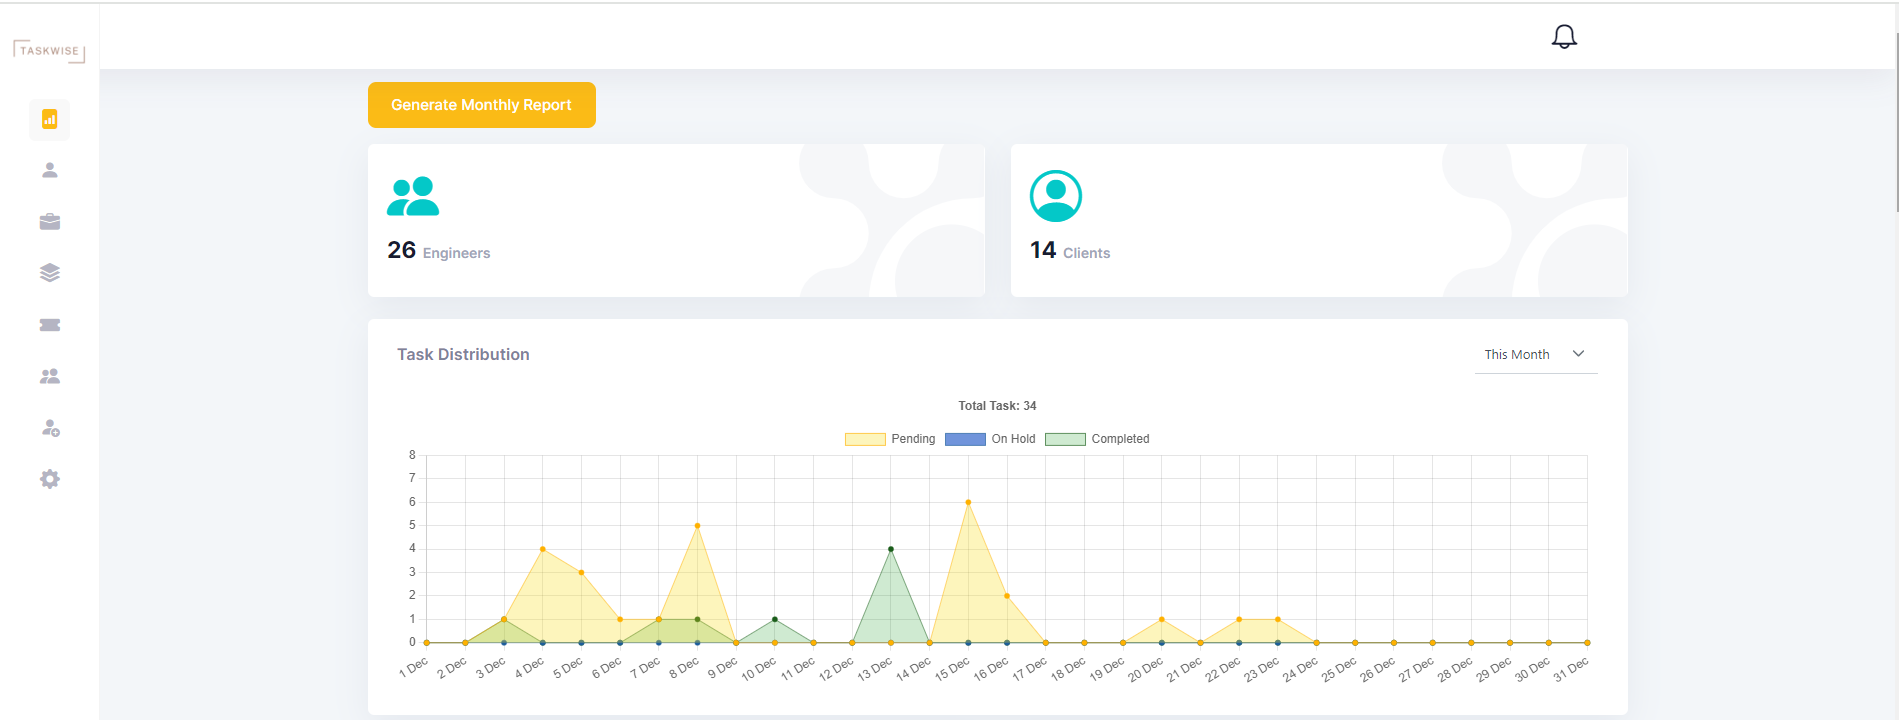 TASKWISE
Generate Monthly Report
26 Engineers
14 Clients
Task Distribution
This Month
Total Task: 34
Pending On Hold Completed
8
7
6
5
4
3
2
1
0
1 Dec 2 Dec 3 Dec 4 Dec 5 Dec 6 Dec 7 Dec 8 Dec 9 Dec 10 Dec 11 Dec 12 Dec 13 Dec 14 Dec 15 Dec 16 Dec 17 Dec 18 Dec 19 Dec 20 Dec 21 Dec 22 Dec 23 Dec 24 Dec 25 Dec 26 Dec 27 Dec 28 Dec 29 Dec 30 Dec 31 Dec